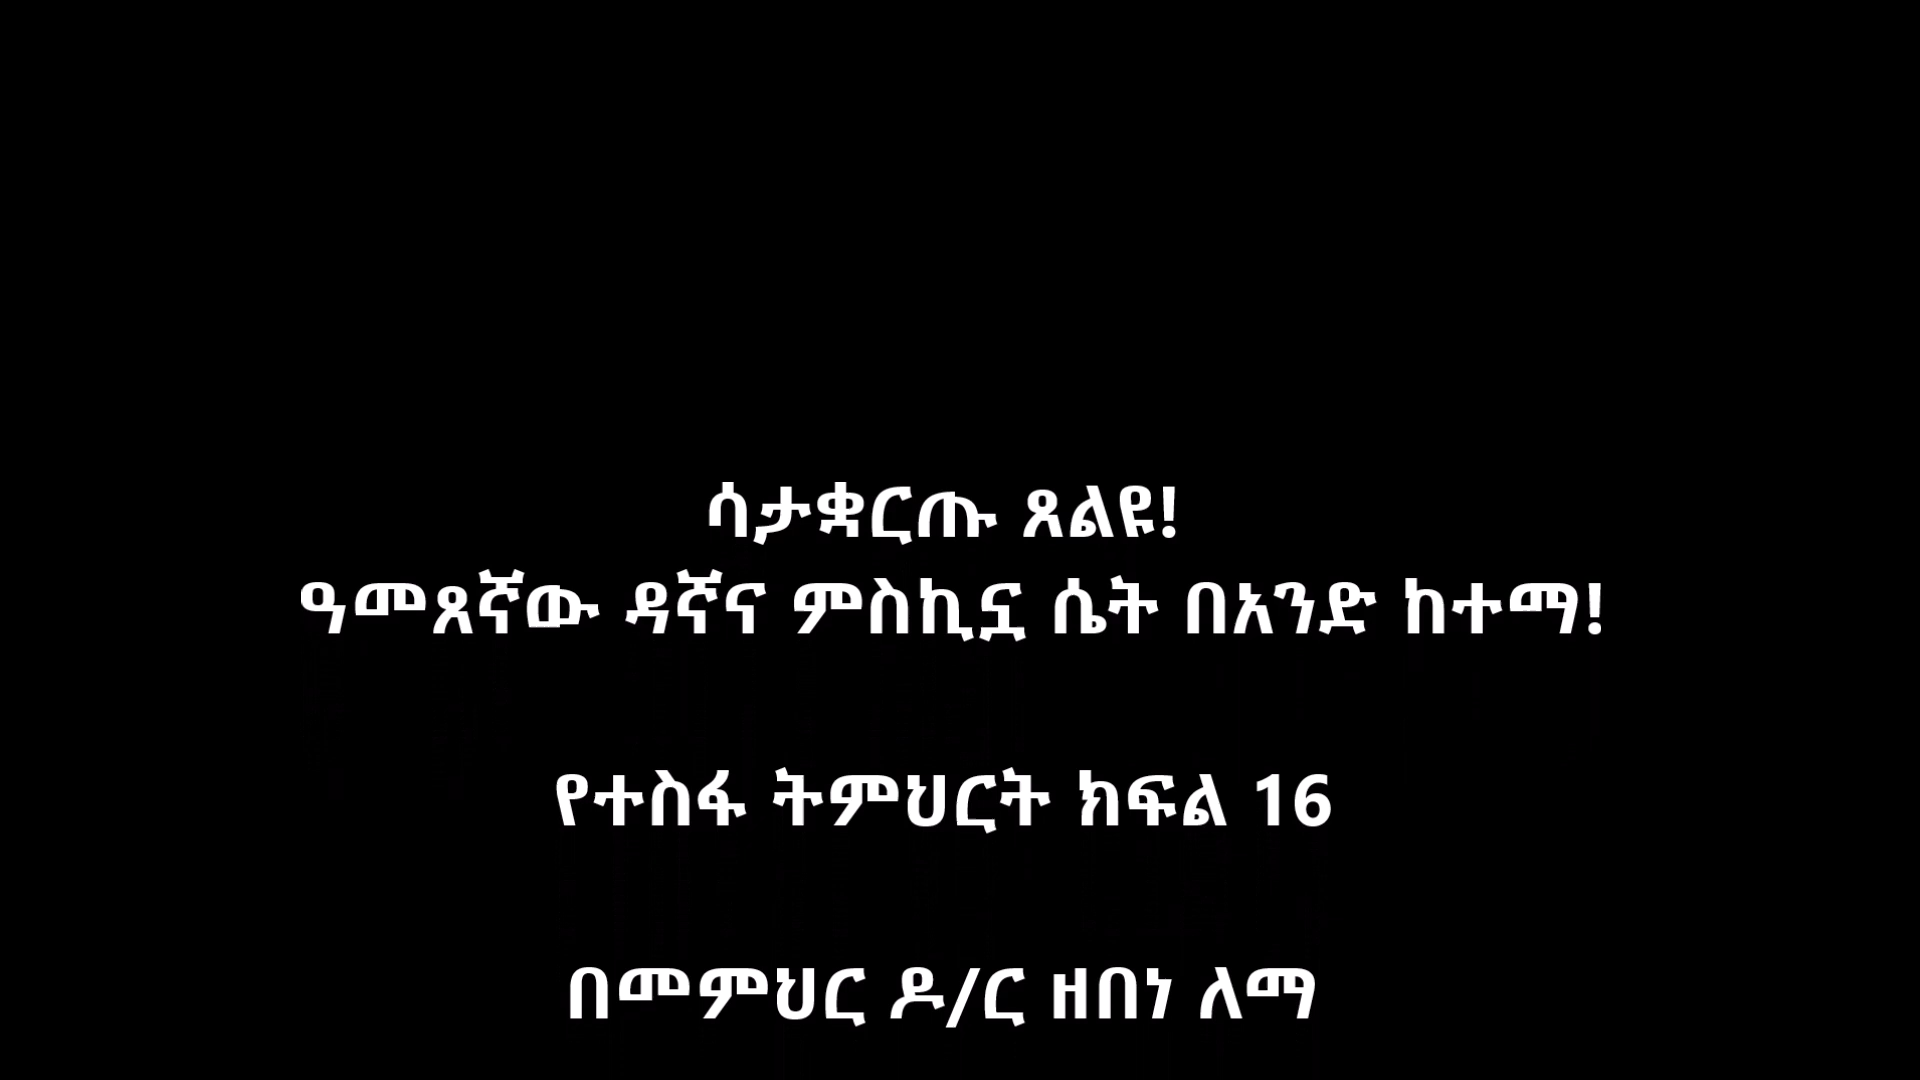 ሳታቋርጡ ጸልዩ!
ዓመጸኛው ዳኛና ምስኪኗ ሴት በአንድ ከተማ!
የተስፋ ትምህርት ክፍል 16
በመምህር ዶ/ር ዘበነ ለማ